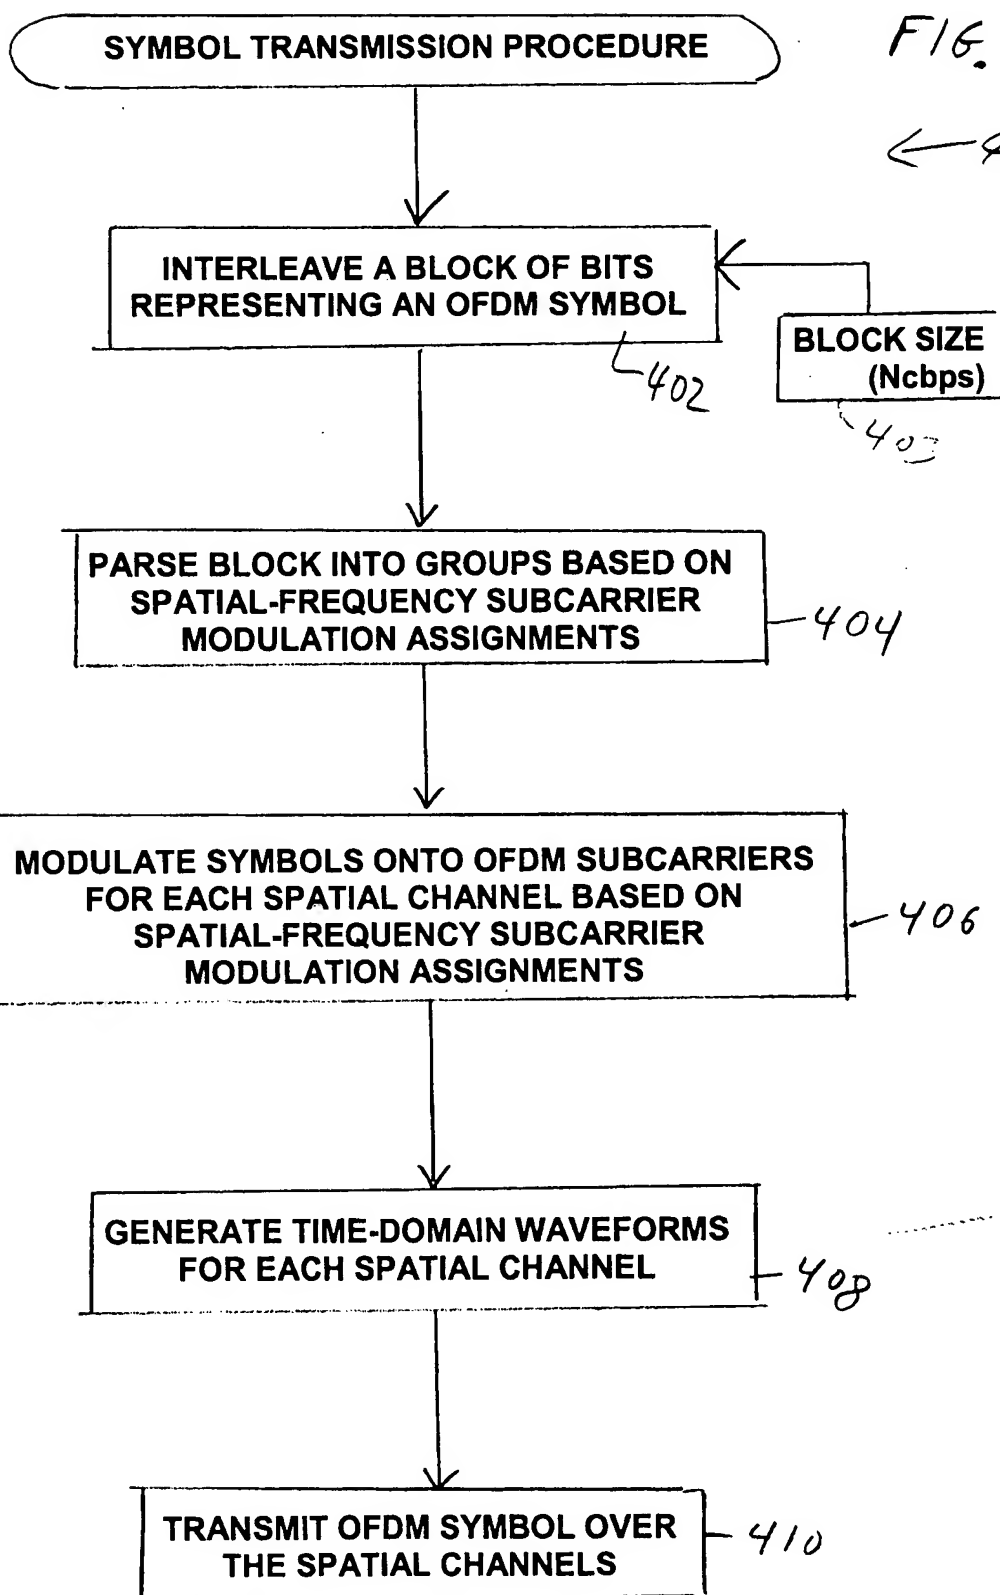 SYMBOL TRANSMISSION PROCEDURE
FIG.
INTERLEAVE A BLOCK OF BITS
REPRESENTING AN OFDM SYMBOL
402
BLOCK SIZE
(Ncbps)
403
PARSE BLOCK INTO GROUPS BASED ON
SPATIAL-FREQUENCY SUBCARRIER
MODULATION ASSIGNMENTS
404
MODULATE SYMBOLS ONTO OFDM SUBCARRIERS
FOR EACH SPATIAL CHANNEL BASED ON
SPATIAL-FREQUENCY SUBCARRIER
MODULATION ASSIGNMENTS
406
GENERATE TIME-DOMAIN WAVEFORMS
FOR EACH SPATIAL CHANNEL
408
TRANSMIT OFDM SYMBOL OVER
THE SPATIAL CHANNELS
410